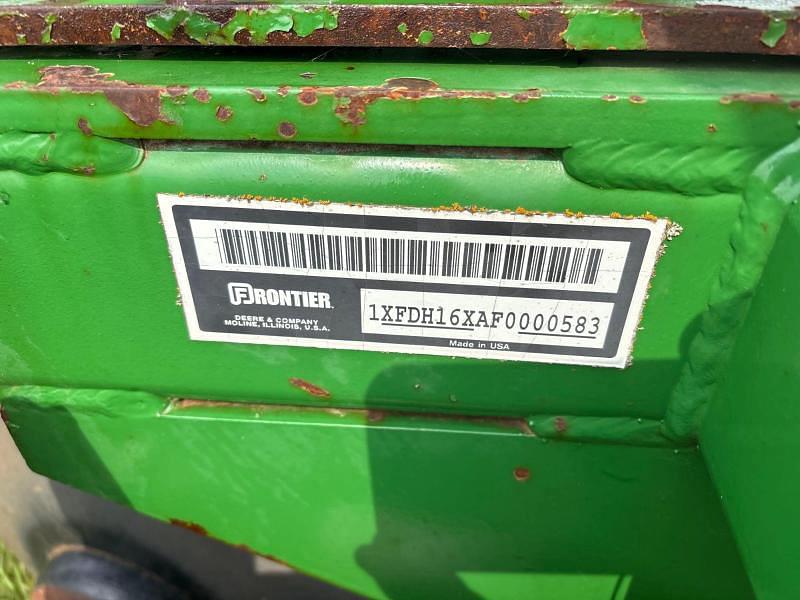 FRONTIER
DEERE & COMPANY
MOLINE, ILLINOIS, U.S.A.
1XFDH16XAF0000583
Made in USA